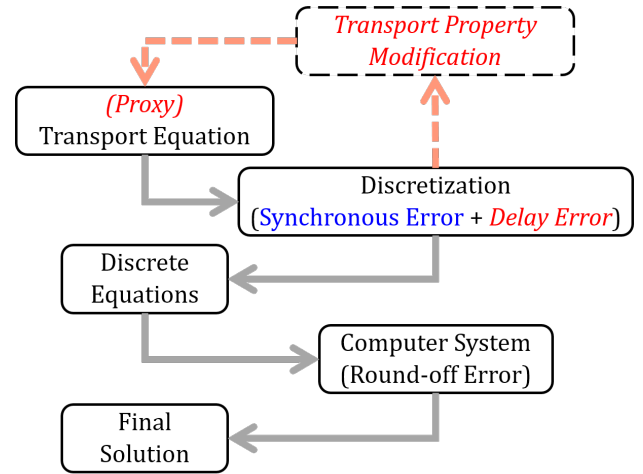 Transport Property
Modification
(Proxy)
Transport Equation
Discretization
(Synchronous Error + Delay Error)
Discrete
Equations
Computer System
(Round-off Error)
Final
Solution